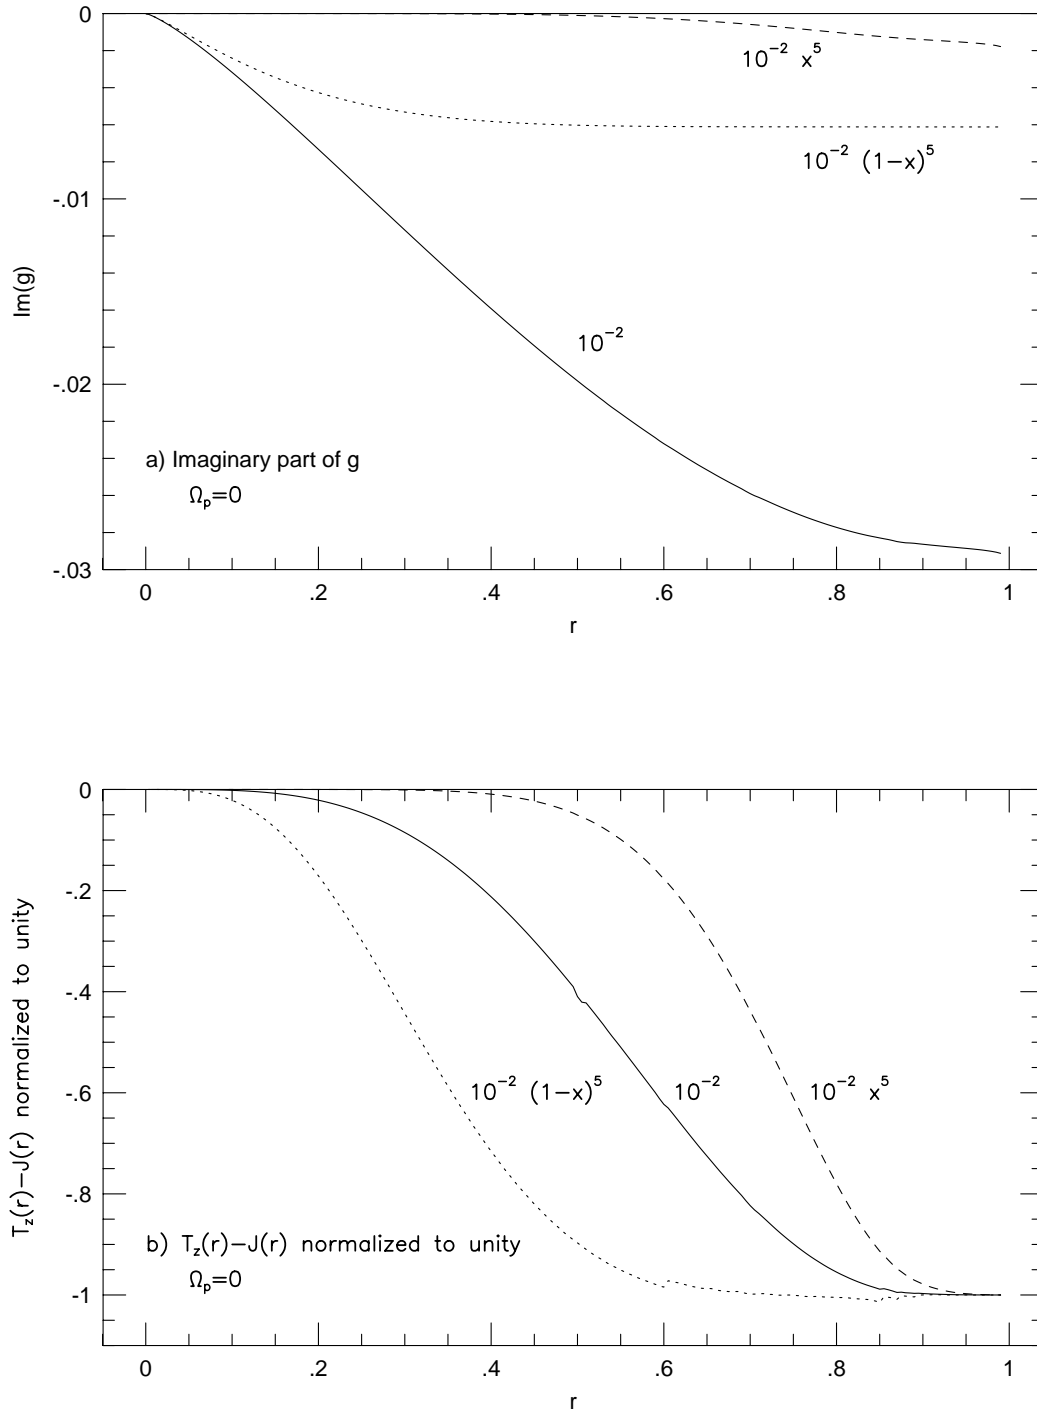 0
10⁻² x⁵
10⁻² (1−x)⁵
-.01
Im(g)
10⁻²
-.02
a) Imaginary part of g
Ωₚ=0
-.03
0 .2 .4 .6 .8 1
r
0
-.2
-.4
T_z(r)−J(r) normalized to unity
10⁻² (1−x)⁵ 10⁻² 10⁻² x⁵
-.6
-.8
b) T_z(r)−J(r) normalized to unity
Ωₚ=0
-1
0 .2 .4 .6 .8 1
r